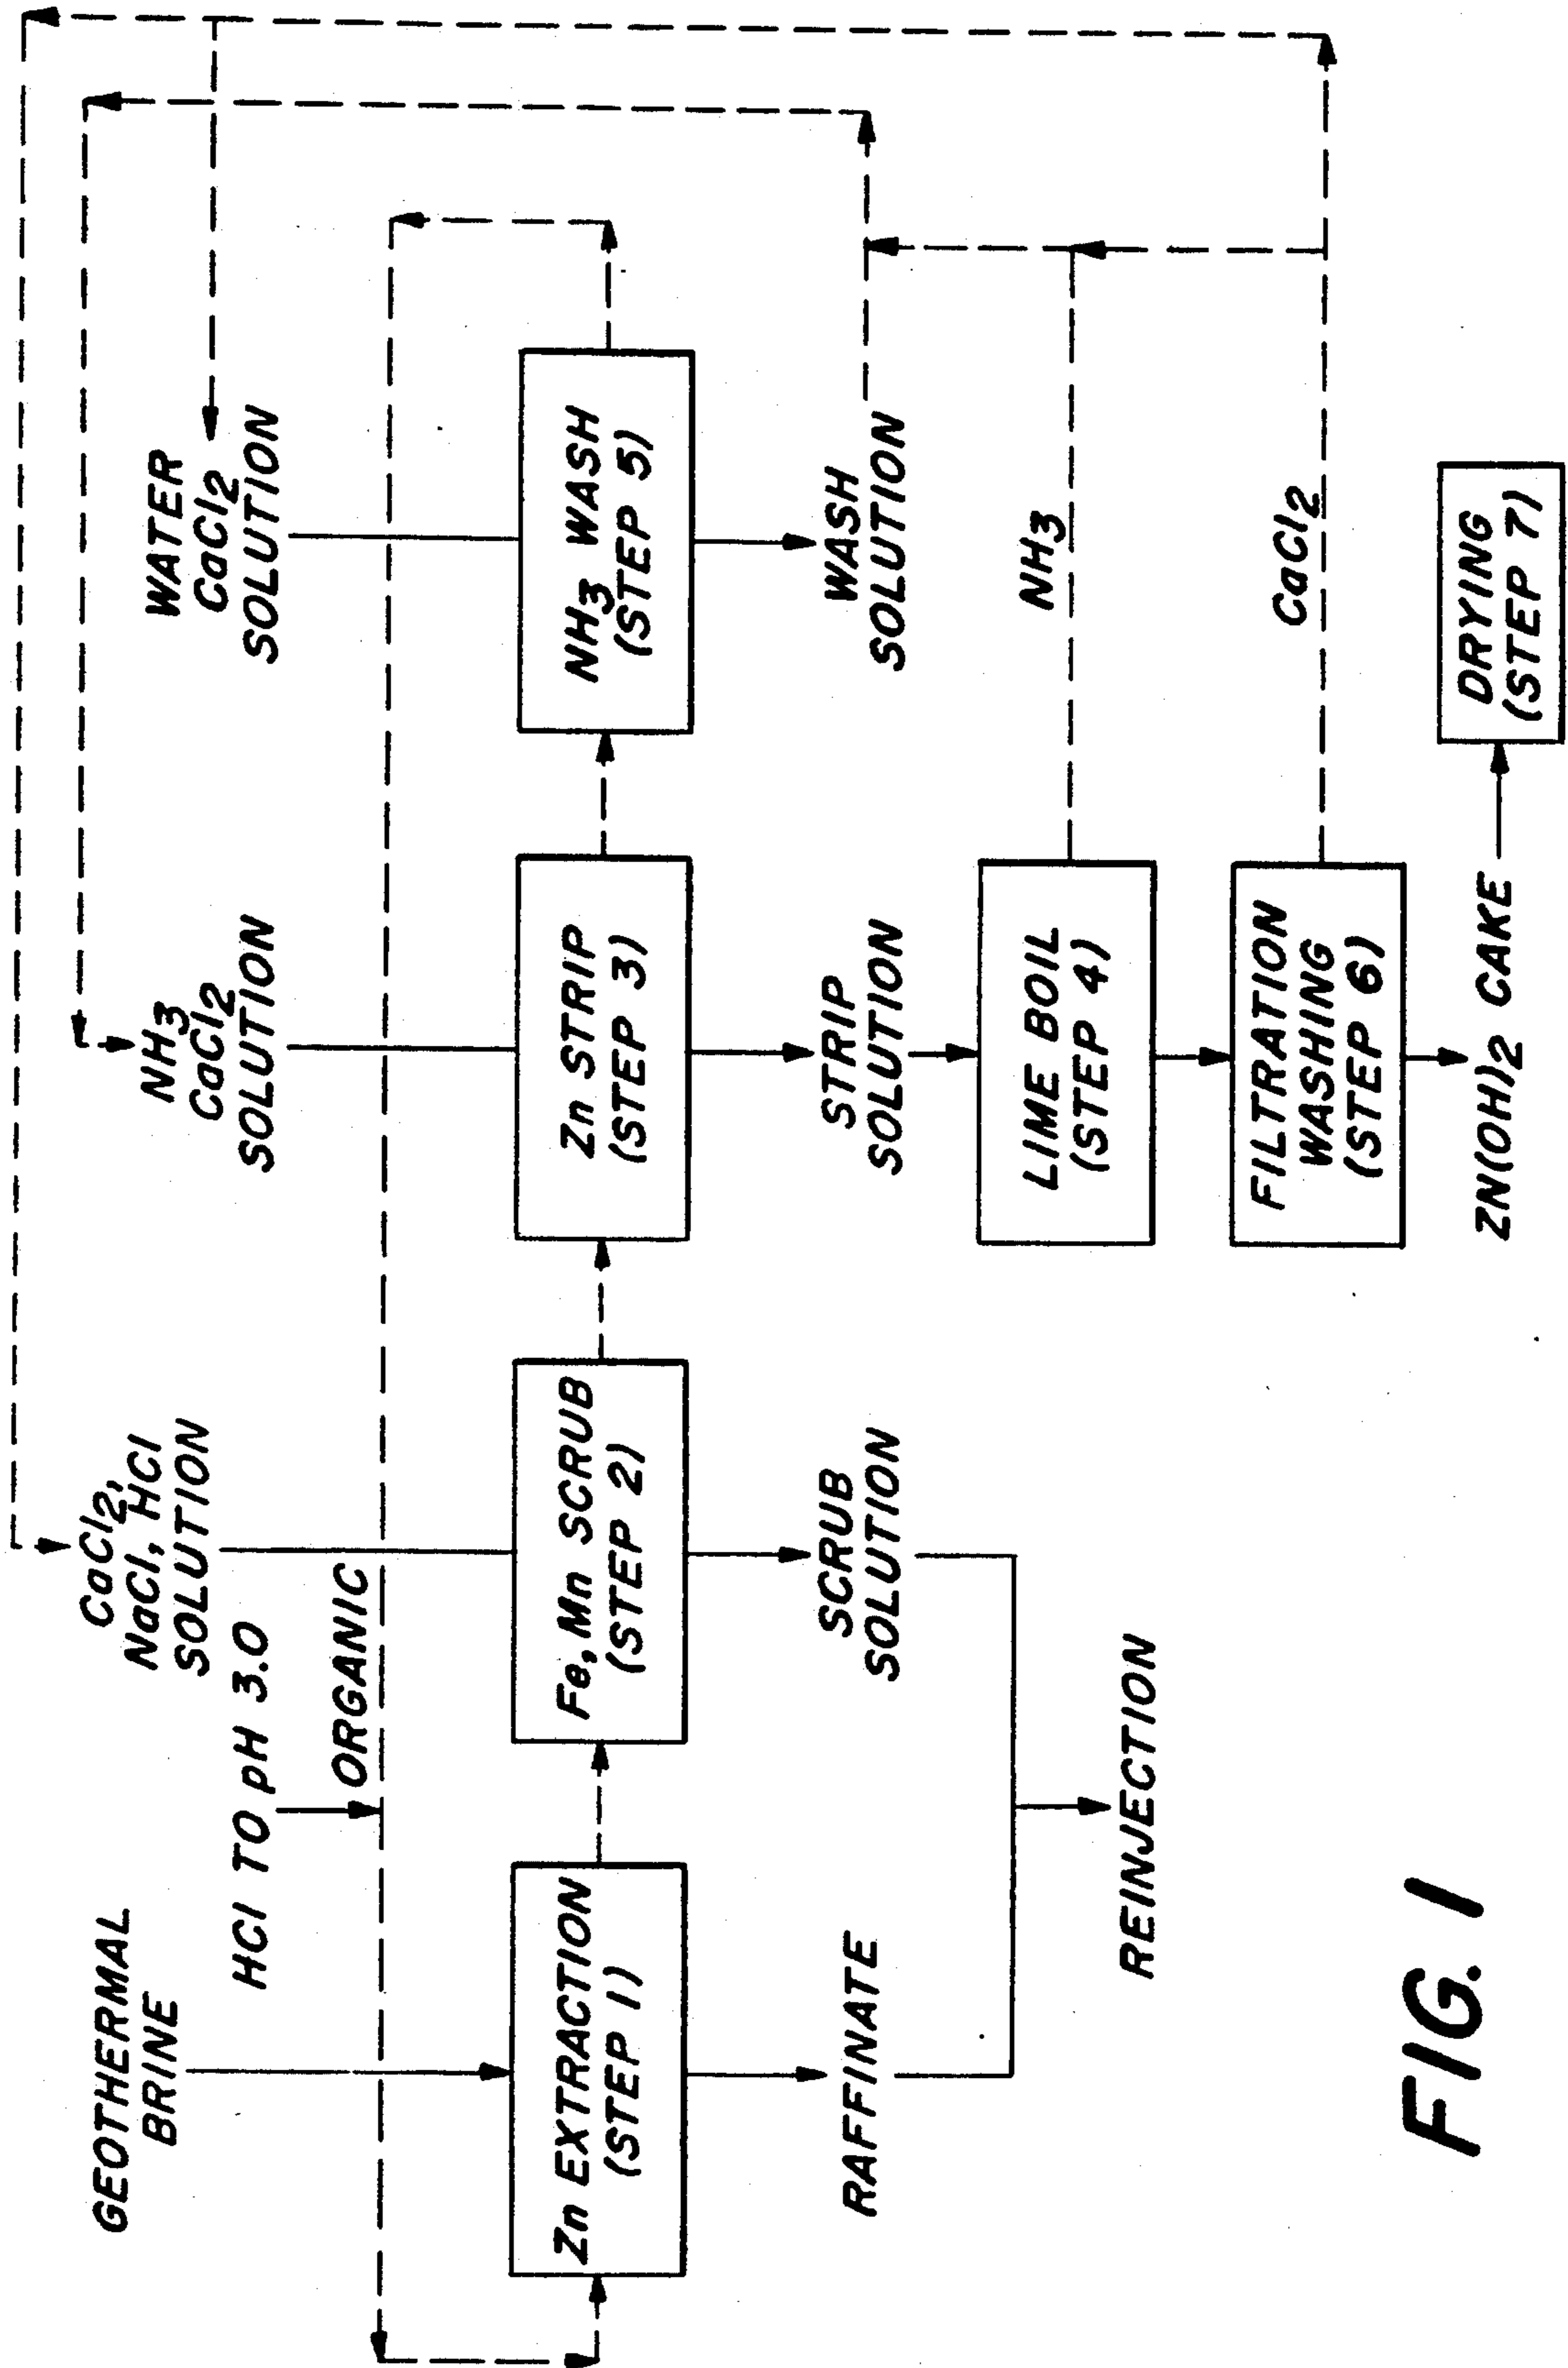 GEOTHERMAL
BRINE
HCl TO pH 3.0
ORGANIC
CaCl2,
NaCl, HCl
SOLUTION
NH3
CaCl2
SOLUTION
WATER
CaCl2
SOLUTION
Zn EXTRACTION
(STEP 1)
Fe, Mn SCRUB
(STEP 2)
Zn STRIP
(STEP 3)
NH3 WASH
(STEP 5)
RAFFINATE
SCRUB
SOLUTION
STRIP
SOLUTION
WASH
SOLUTION
REINJECTION
LIME BOIL
(STEP 4)
NH3
FILTRATION
WASHING
(STEP 6)
CaCl2
ZN(OH)2 CAKE
DRYING
(STEP 7)
FIG. 1